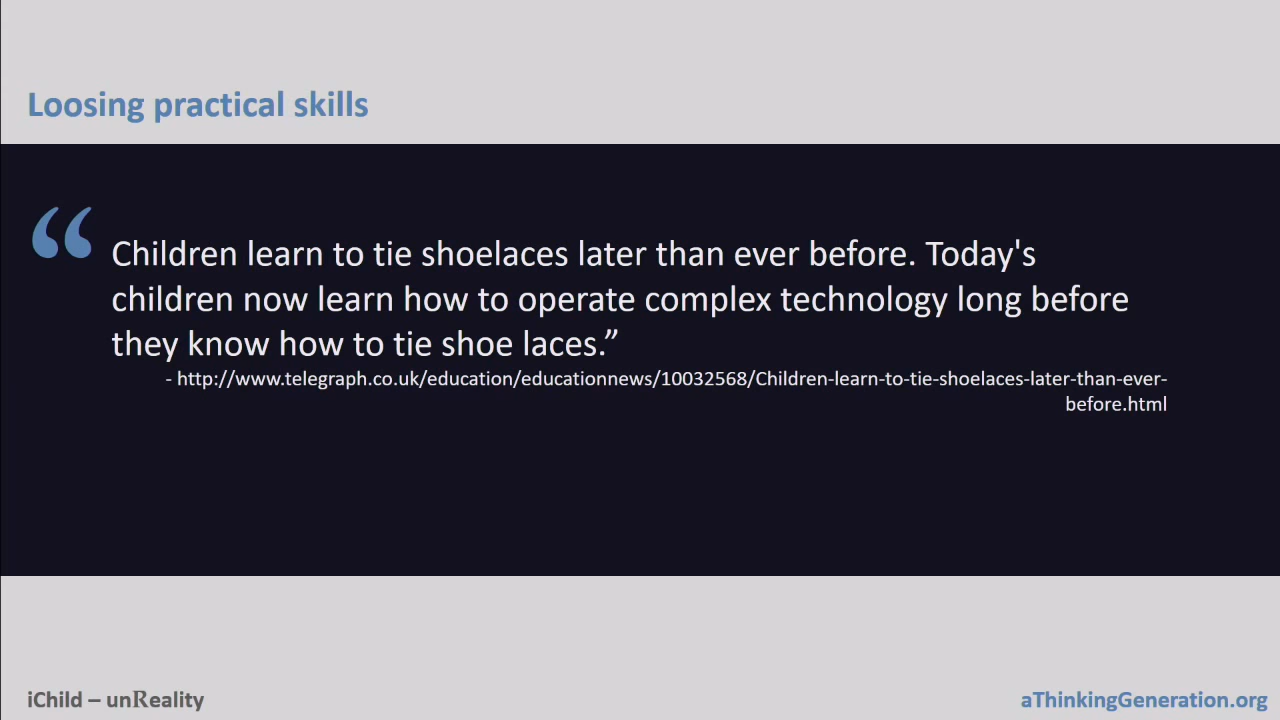 Loosing practical skills
“ Children learn to tie shoelaces later than ever before. Today's
children now learn how to operate complex technology long before
they know how to tie shoe laces.”
- http://www.telegraph.co.uk/education/educationnews/10032568/Children-learn-to-tie-shoelaces-later-than-ever-
before.html
iChild – unReality
aThinkingGeneration.org